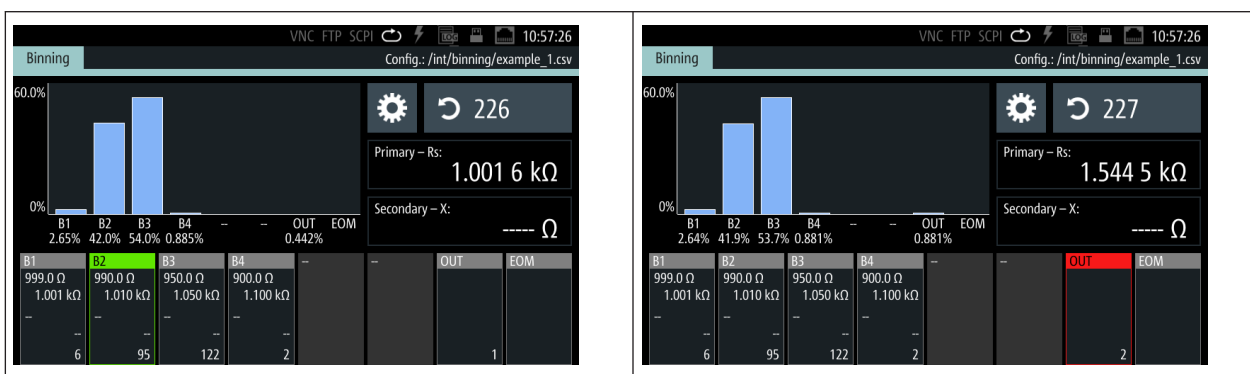 VNC FTP SCPI LOG 10:57:26
Binning Config.: /int/binning/example_1.csv
60.0%
226
Primary – Rs:
1.001 6 kΩ
Secondary – X:
----- Ω
0%
B1 B2 B3 B4 -- -- OUT EOM
2.65% 42.0% 54.0% 0.885% 0.442%
B1 B2 B3 B4 -- -- OUT EOM
999.0 Ω 990.0 Ω 950.0 Ω 900.0 Ω
1.001 kΩ 1.010 kΩ 1.050 kΩ 1.100 kΩ
-- -- -- --
-- -- -- --
6 95 122 2 1
VNC FTP SCPI LOG 10:57:26
Binning Config.: /int/binning/example_1.csv
60.0%
227
Primary – Rs:
1.544 5 kΩ
Secondary – X:
----- Ω
0%
B1 B2 B3 B4 -- -- OUT EOM
2.64% 41.9% 53.7% 0.881% 0.881%
B1 B2 B3 B4 -- -- OUT EOM
999.0 Ω 990.0 Ω 950.0 Ω 900.0 Ω
1.001 kΩ 1.010 kΩ 1.050 kΩ 1.100 kΩ
-- -- -- --
-- -- -- --
6 95 122 2 2